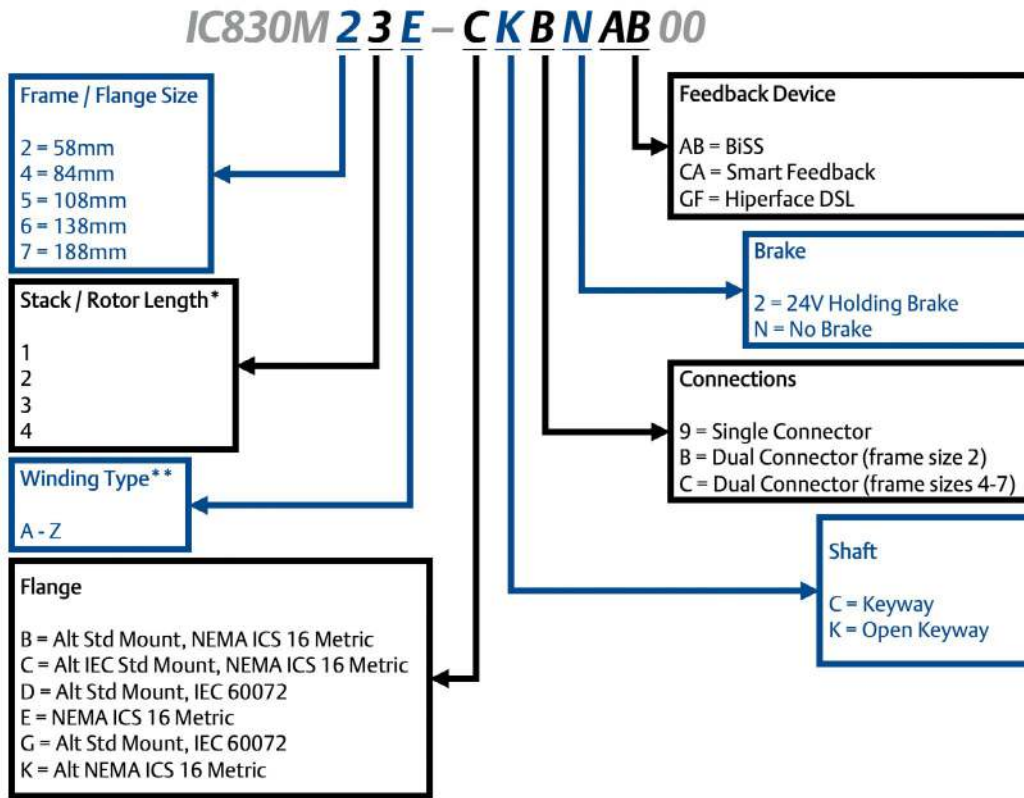 IC830M 2 3 E – C K B N AB 00
Frame / Flange Size
2 = 58mm
4 = 84mm
5 = 108mm
6 = 138mm
7 = 188mm
Stack / Rotor Length*
1
2
3
4
Winding Type**
A - Z
Flange
B = Alt Std Mount, NEMA ICS 16 Metric
C = Alt IEC Std Mount, NEMA ICS 16 Metric
D = Alt Std Mount, IEC 60072
E = NEMA ICS 16 Metric
G = Alt Std Mount, IEC 60072
K = Alt NEMA ICS 16 Metric
Feedback Device
AB = BiSS
CA = Smart Feedback
GF = Hiperface DSL
Brake
2 = 24V Holding Brake
N = No Brake
Connections
9 = Single Connector
B = Dual Connector (frame size 2)
C = Dual Connector (frame sizes 4-7)
Shaft
C = Keyway
K = Open Keyway